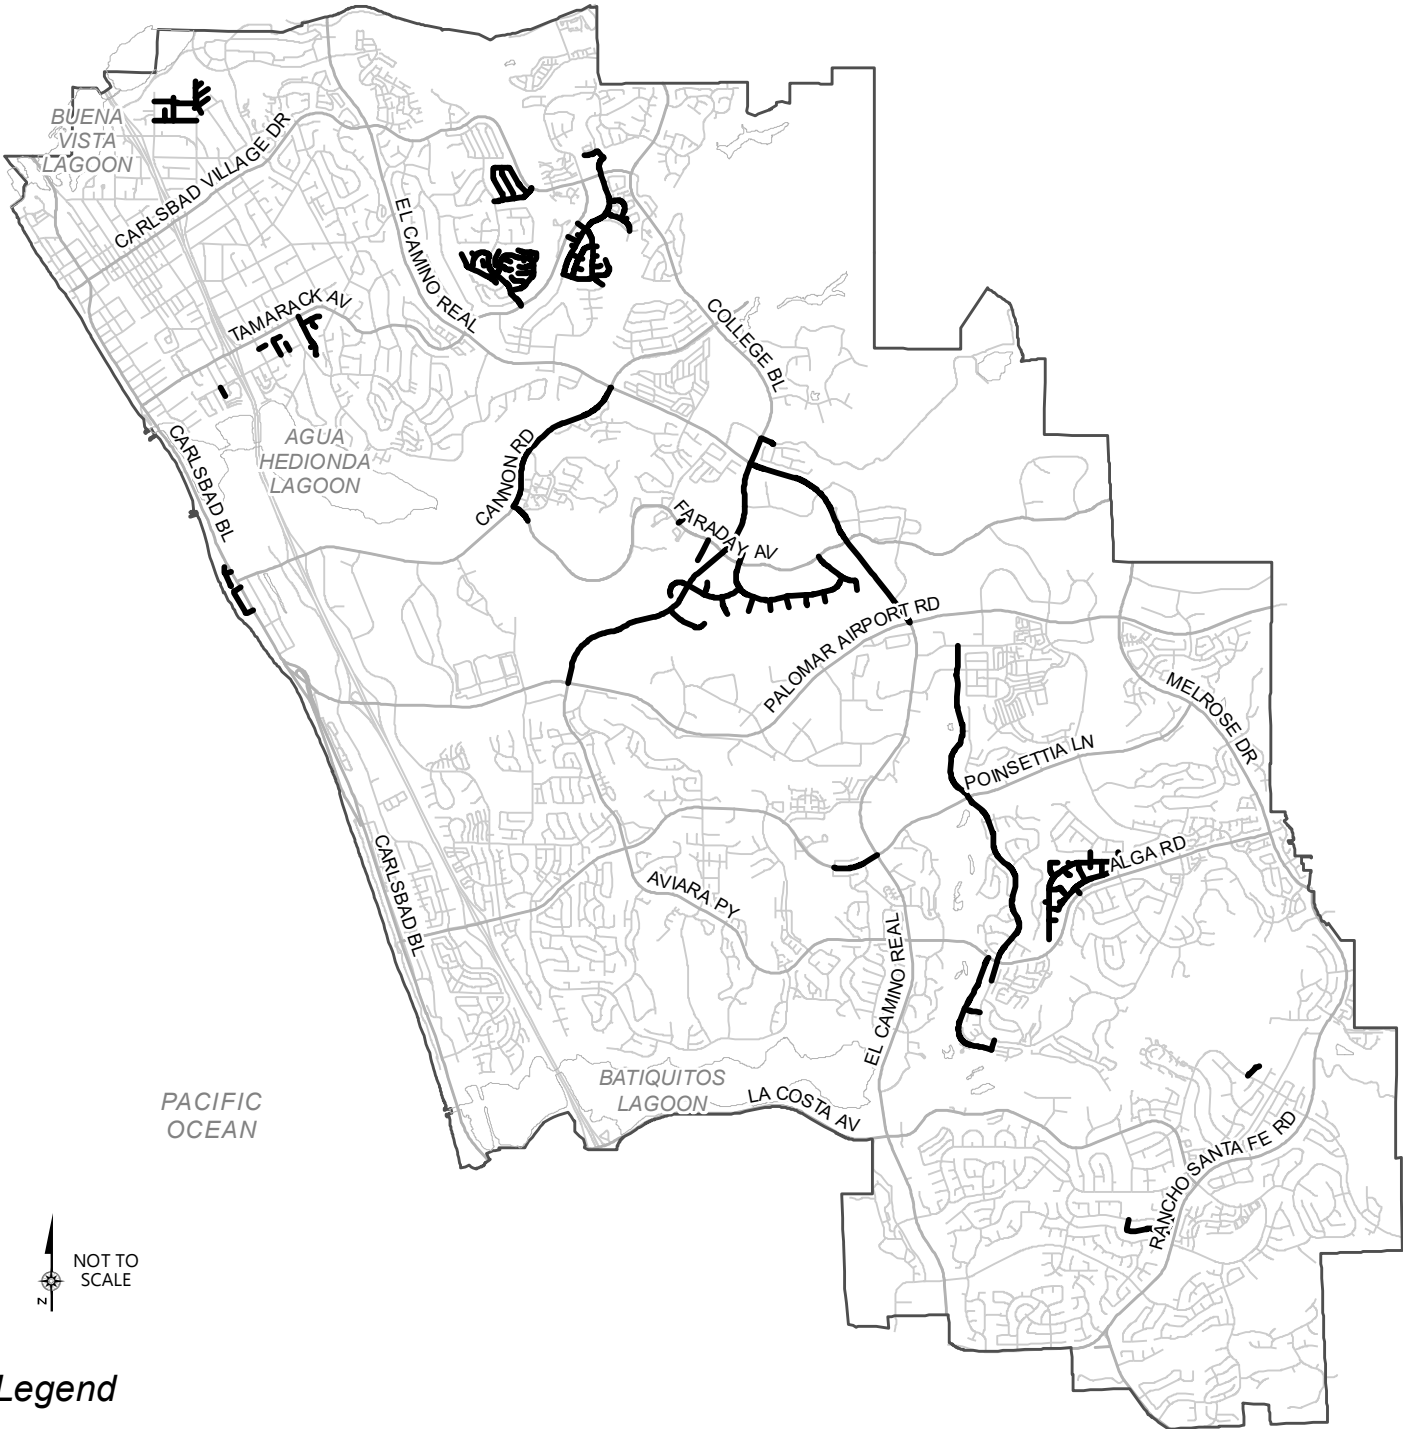 BUENA
VISTA
LAGOON
CARLSBAD VILLAGE DR
EL CAMINO REAL
TAMARACK AV
COLLEGE BL
AGUA
HEDIONDA
LAGOON
CARLSBAD BL
CANNON RD
FARADAY AV
PALOMAR AIRPORT RD
MELROSE DR
POINSETTIA LN
CARLSBAD BL
AVIARA PY
ALGA RD
EL CAMINO REAL
BATIQUITOS
LAGOON
LA COSTA AV
PACIFIC
OCEAN
RANCHO SANTA FE RD
NOT TO
SCALE
Z
Legend